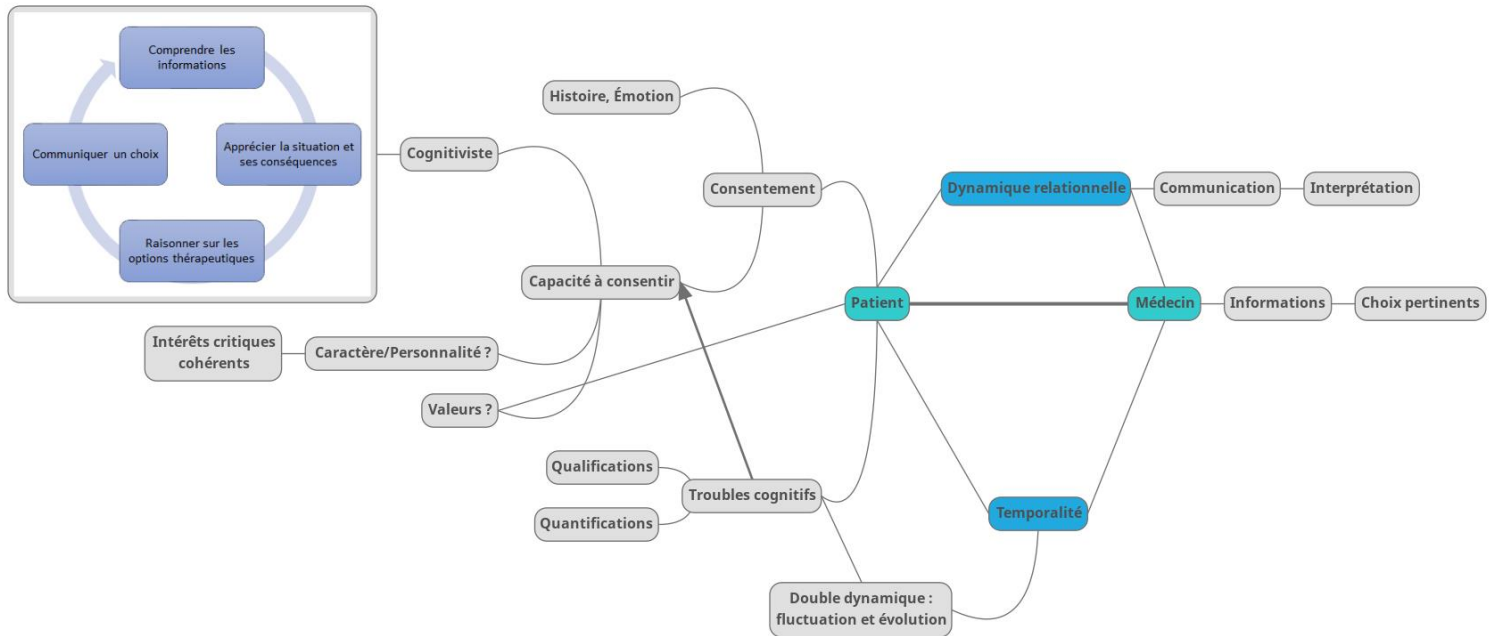 Comprendre les
informations
Communiquer un choix
Apprécier la situation et
ses conséquences
Raisonner sur les
options thérapeutiques
Cognitiviste
Histoire, Émotion
Consentement
Capacité à consentir
Intérêts critiques
cohérents
Caractère/Personnalité ?
Valeurs ?
Qualifications
Quantifications
Troubles cognitifs
Double dynamique :
fluctuation et évolution
Patient
Dynamique relationnelle
Communication
Interprétation
Médecin
Informations
Choix pertinents
Temporalité